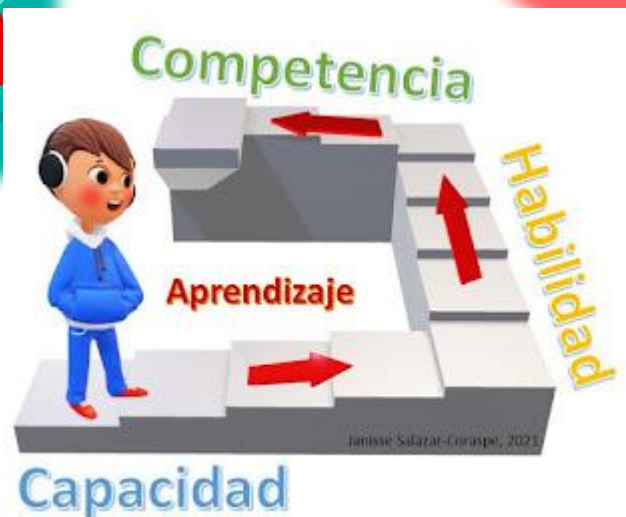 Competencia
Habilidad
Aprendizaje
Janisse Salazar-Coraspe, 2021
Capacidad